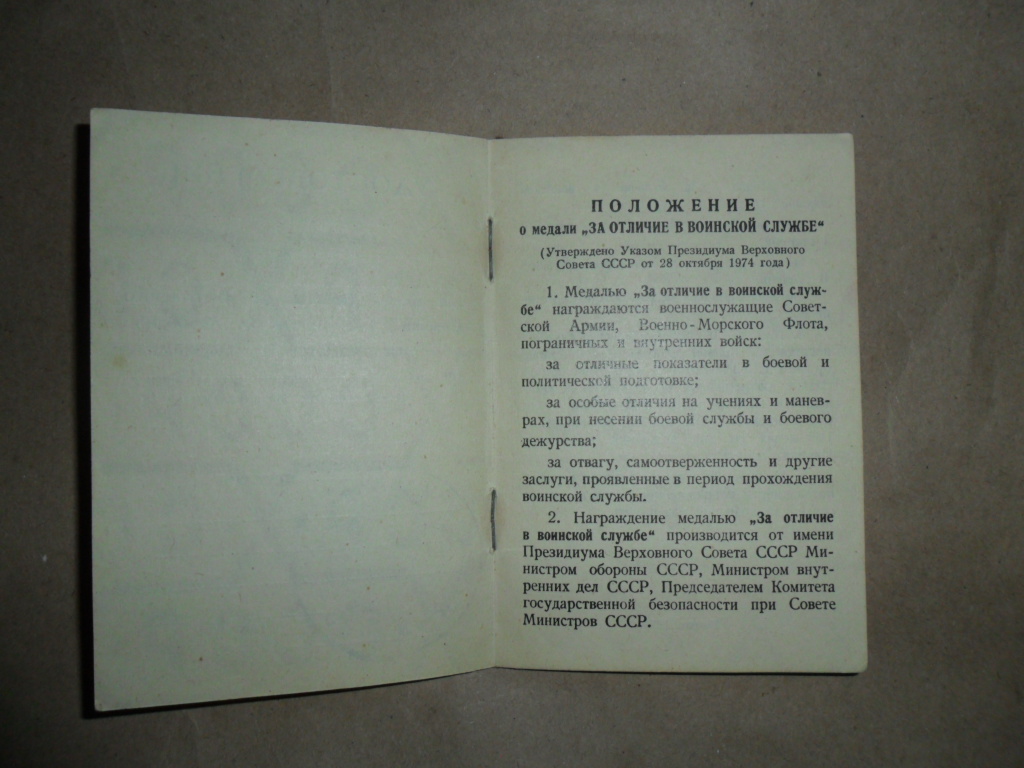 ПОЛОЖЕНИЕ
о медали „ЗА ОТЛИЧИЕ В ВОИНСКОЙ СЛУЖБЕ“
(Утверждено Указом Президиума Верховного
Совета СССР от 28 октября 1974 года)
1. Медалью „За отличие в воинской служ-
бе“ награждаются военнослужащие Совет-
ской Армии, Военно-Морского Флота,
пограничных и внутренних войск:
за отличные показатели в боевой и
политической подготовке;
за особые отличия на учениях и манев-
рах, при несении боевой службы и боевого
дежурства;
за отвагу, самоотверженность и другие
заслуги, проявленные в период прохождения
воинской службы.
2. Награждение медалью „За отличие
в воинской службе“ производится от имени
Президиума Верховного Совета СССР Ми-
нистром обороны СССР, Министром внут-
ренних дел СССР, Председателем Комитета
государственной безопасности при Совете
Министров СССР.